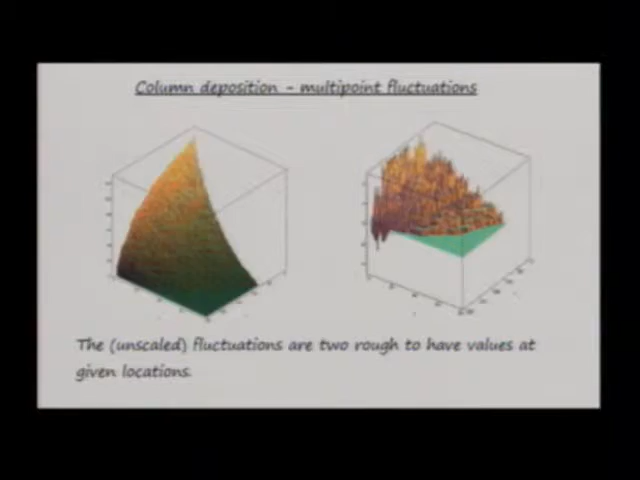 Column deposition - multipoint fluctuations
The (unscaled) fluctuations are two rough to have values at
given locations.